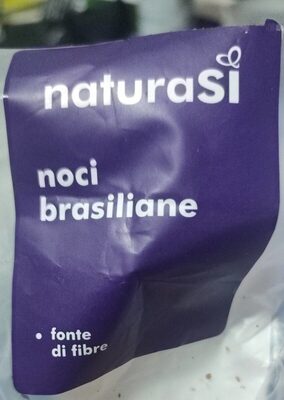 naturasì
noci
brasiliane
• fonte
di fibre